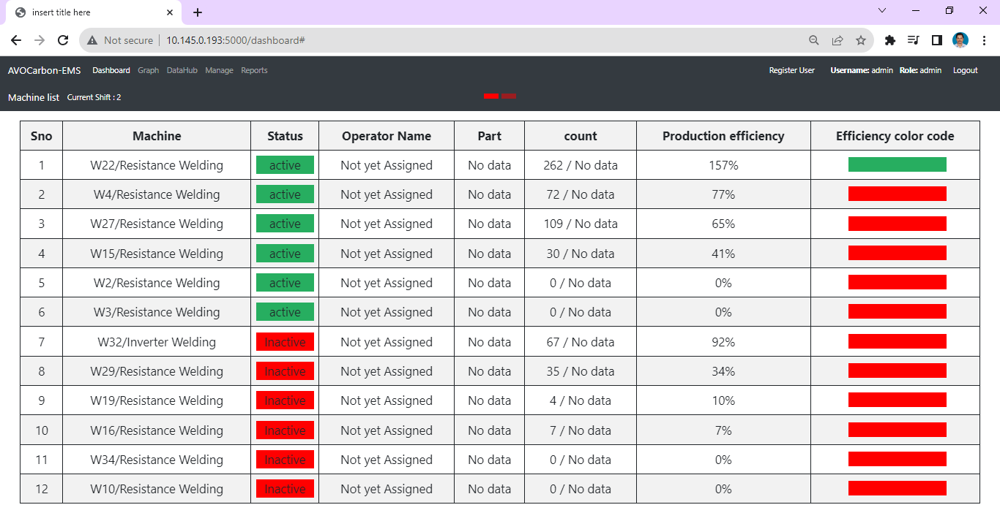 insert title here
Not secure 10.145.0.193:5000/dashboard#
AVOCarbon-EMS Dashboard Graph DataHub Manage Reports Register User Username: admin Role: admin Logout
Machine list Current Shift : 2
Sno Machine Status Operator Name Part count Production efficiency Efficiency color code
1 W22/Resistance Welding active Not yet Assigned No data 262 / No data 157%
2 W4/Resistance Welding active Not yet Assigned No data 72 / No data 77%
3 W27/Resistance Welding active Not yet Assigned No data 109 / No data 65%
4 W15/Resistance Welding active Not yet Assigned No data 30 / No data 41%
5 W2/Resistance Welding active Not yet Assigned No data 0 / No data 0%
6 W3/Resistance Welding active Not yet Assigned No data 0 / No data 0%
7 W32/Inverter Welding Inactive Not yet Assigned No data 67 / No data 92%
8 W29/Resistance Welding Inactive Not yet Assigned No data 35 / No data 34%
9 W19/Resistance Welding Inactive Not yet Assigned No data 4 / No data 10%
10 W16/Resistance Welding Inactive Not yet Assigned No data 7 / No data 7%
11 W34/Resistance Welding Inactive Not yet Assigned No data 0 / No data 0%
12 W10/Resistance Welding Inactive Not yet Assigned No data 0 / No data 0%